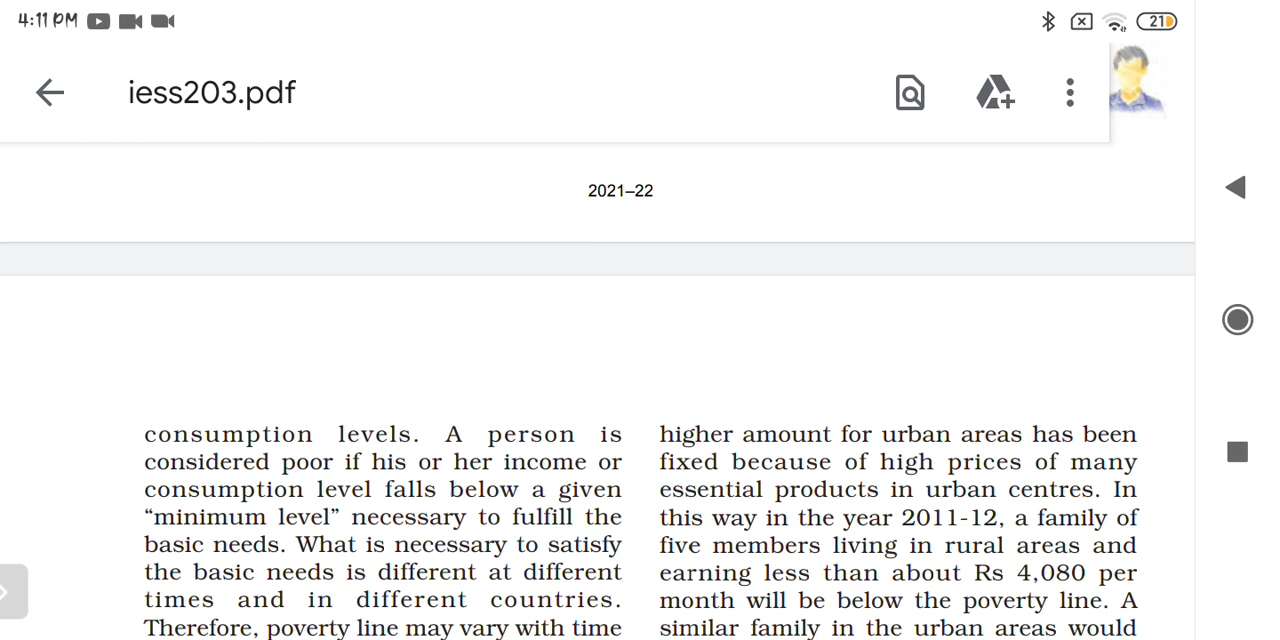 4:11 PM
21
iess203.pdf
2021–22
consumption levels. A person is
considered poor if his or her income or
consumption level falls below a given
“minimum level” necessary to fulfill the
basic needs. What is necessary to satisfy
the basic needs is different at different
times and in different countries.
Therefore, poverty line may vary with time
higher amount for urban areas has been
fixed because of high prices of many
essential products in urban centres. In
this way in the year 2011-12, a family of
five members living in rural areas and
earning less than about Rs 4,080 per
month will be below the poverty line. A
similar family in the urban areas would